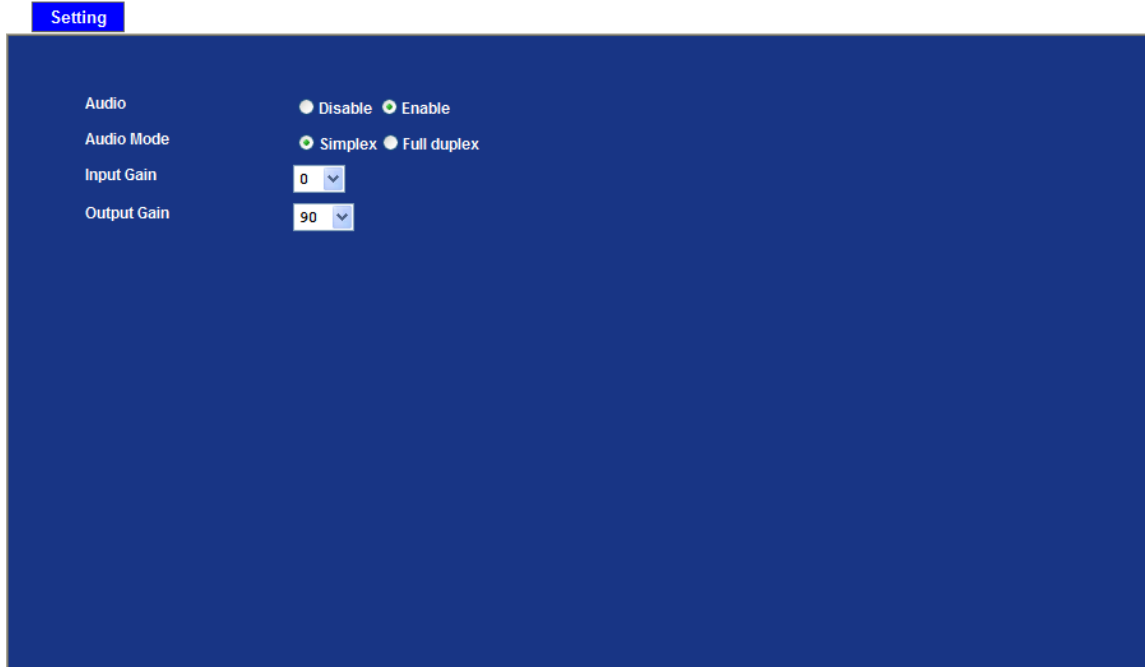 Setting
Audio Disable Enable
Audio Mode Simplex Full duplex
Input Gain 0
Output Gain 90